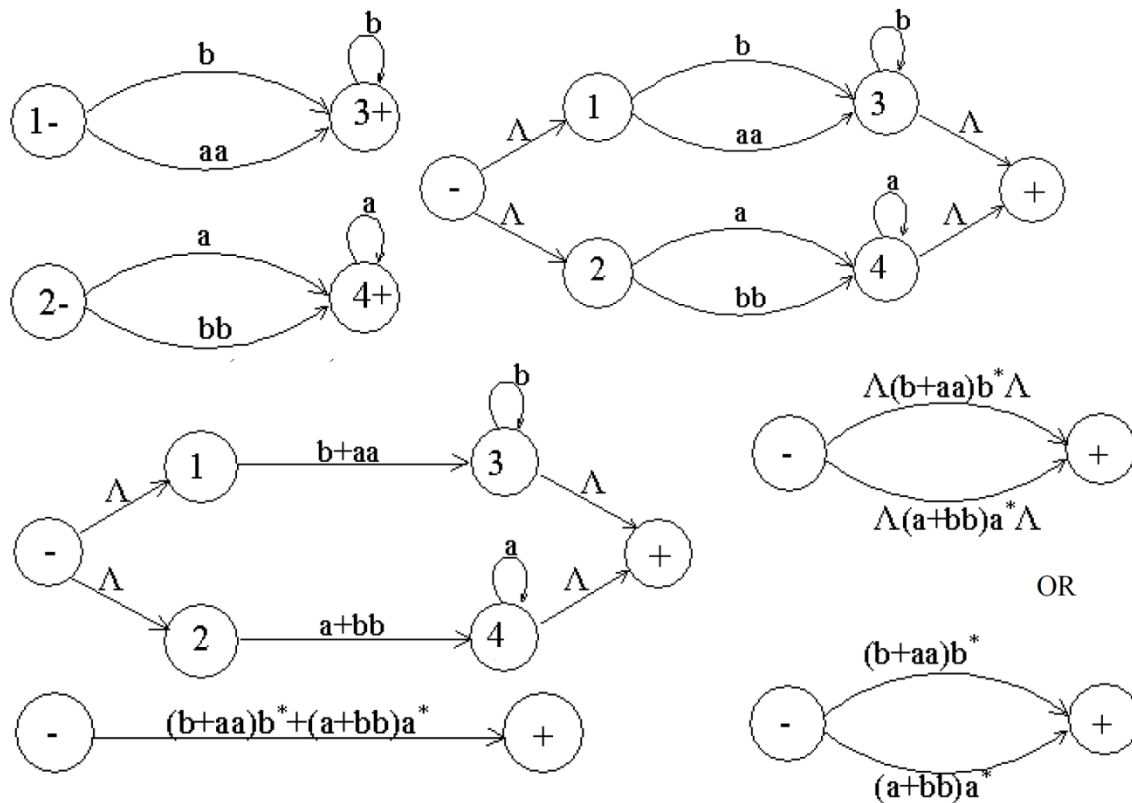 b
b
1-
3+
aa
a
2-
4+
a
bb
b
b
1
3
aa
Λ
Λ
-
+
a
a
Λ
Λ
2
4
bb
b
b+aa
1
3
Λ
Λ
-
+
a
Λ
Λ
a+bb
2
4
Λ(b+aa)b*Λ
-
+
Λ(a+bb)a*Λ
OR
(b+aa)b*
-
+
(a+bb)a*
(b+aa)b*+(a+bb)a*
-
+